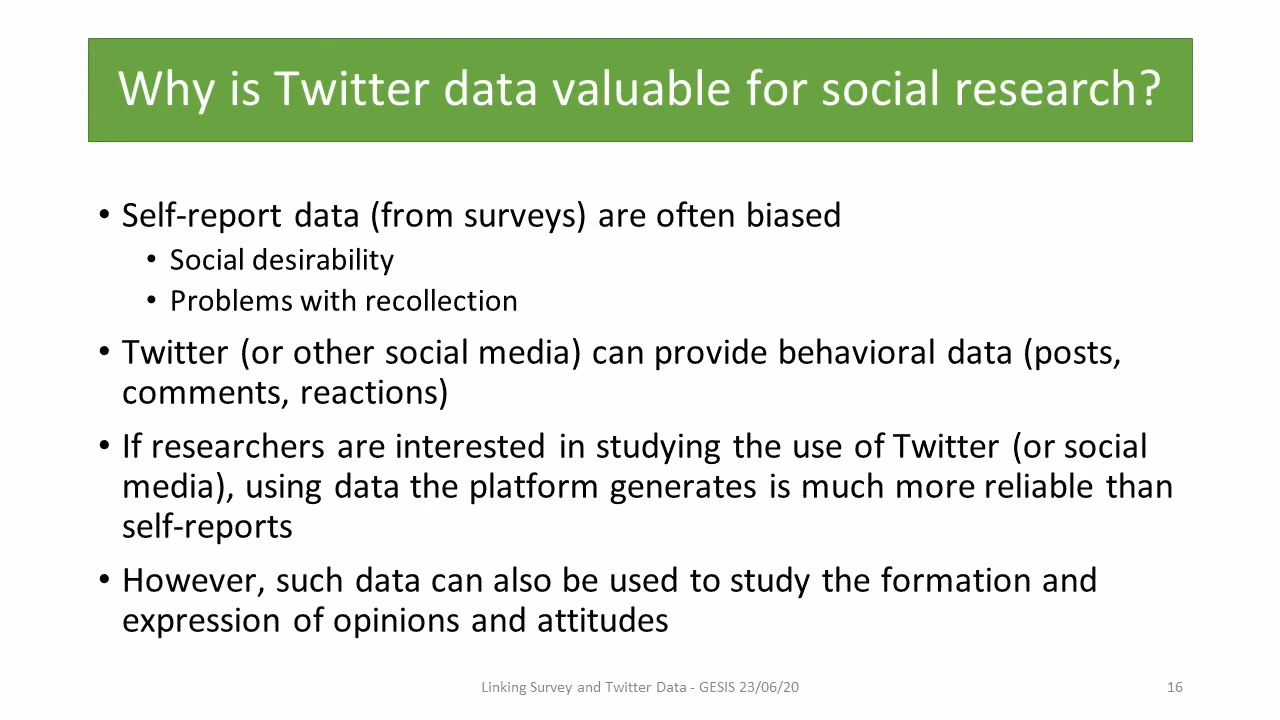 Why is Twitter data valuable for social research?
• Self-report data (from surveys) are often biased
• Social desirability
• Problems with recollection
• Twitter (or other social media) can provide behavioral data (posts,
comments, reactions)
• If researchers are interested in studying the use of Twitter (or social
media), using data the platform generates is much more reliable than
self-reports
• However, such data can also be used to study the formation and
expression of opinions and attitudes
Linking Survey and Twitter Data - GESIS 23/06/20
16